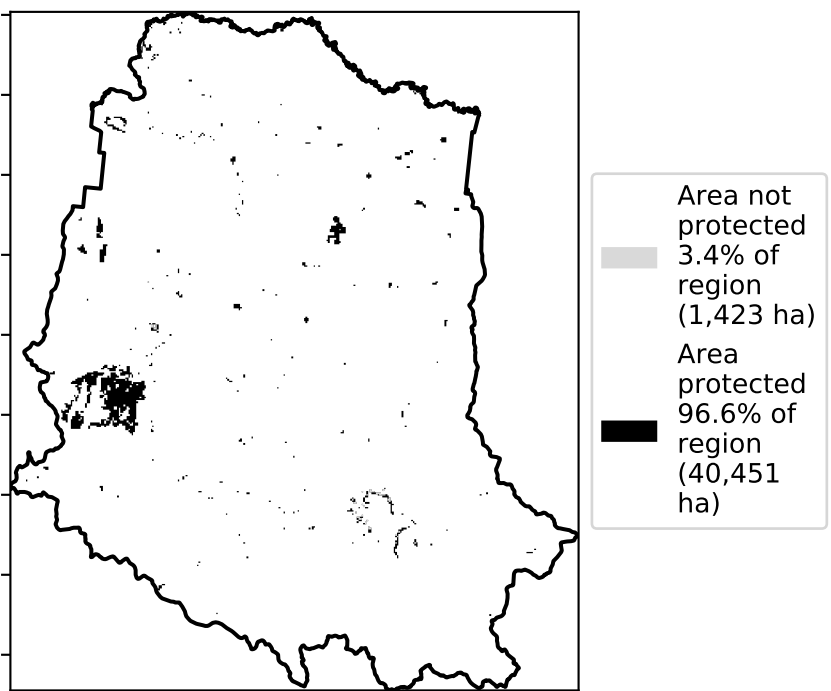 Area not
protected
3.4% of
region
(1,423 ha)
Area
protected
96.6% of
region
(40,451
ha)